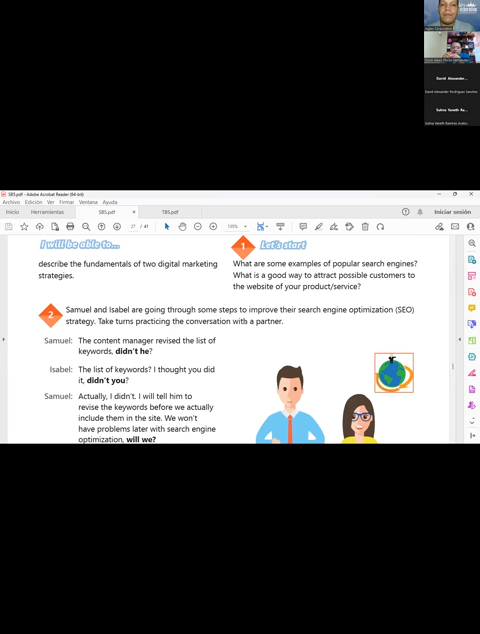 David Alexander...
David Alexander Rodriguez Sanchez
Sulma Yaneth Ra...
SBS.pdf - Adobe Acrobat Reader (64-bit)
Archivo Edición Ver Firmar Ventana Ayuda
Inicio Herramientas SBS.pdf × TBS.pdf Iniciar sesión
27 / 41
I will be able to...
describe the fundamentals of two digital marketing
strategies.
1 Let's start
What are some examples of popular search engines?
What is a good way to attract possible customers to
the website of your product/service?
2 Samuel and Isabel are going through some steps to improve their search engine optimization (SEO)
strategy. Take turns practicing the conversation with a partner.
Samuel: The content manager revised the list of
keywords, didn't he?
Isabel: The list of keywords? I thought you did
it, didn't you?
Samuel: Actually, I didn't. I will tell him to
revise the keywords before we actually
include them in the site. We won't
have problems later with search engine
optimization, will we?